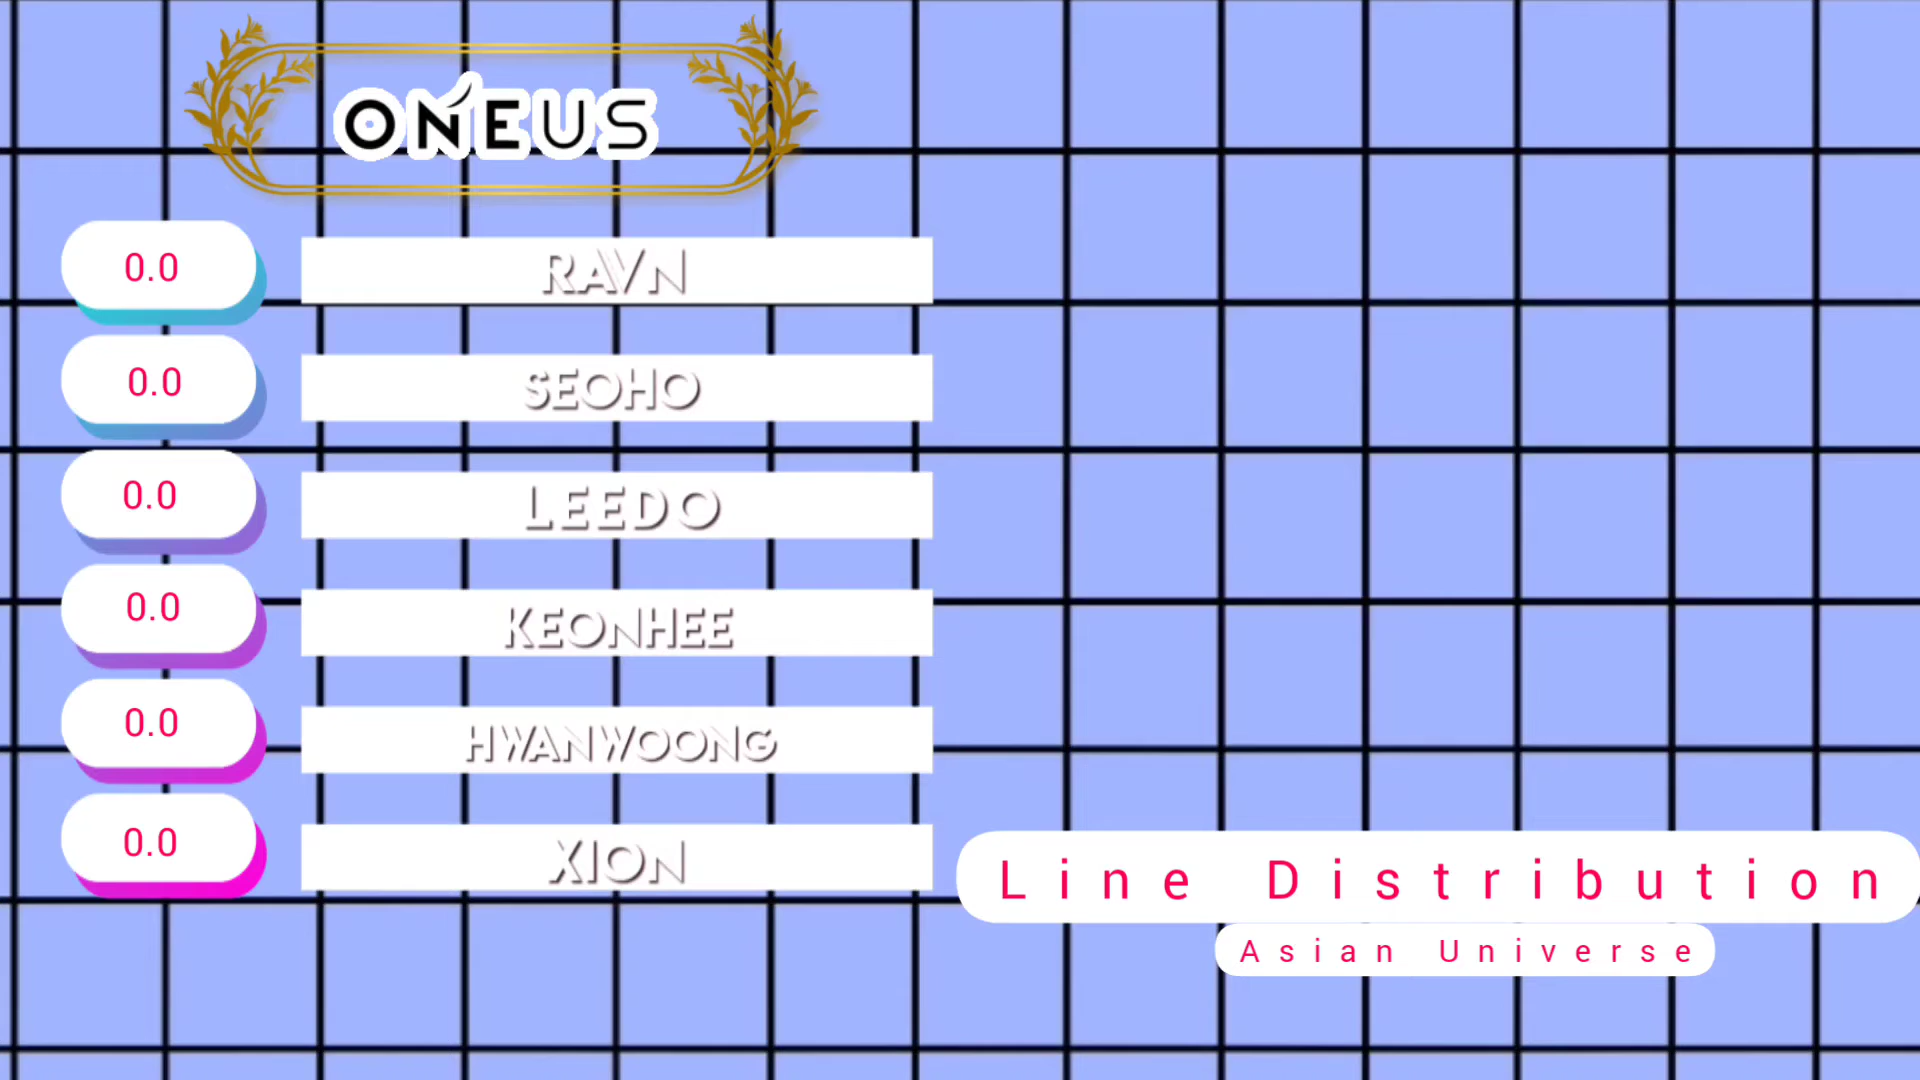 ONEUS
0.0 RAVN
0.0 SEOHO
0.0 LEEDO
0.0 KEONHEE
0.0 HWANWOONG
0.0 XION
Line Distribution
Asian Universe